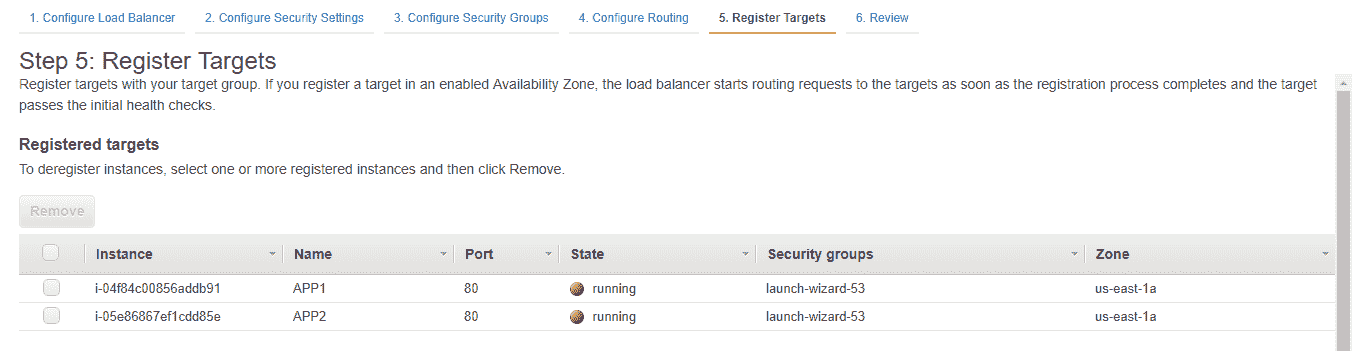 1. Configure Load Balancer 2. Configure Security Settings 3. Configure Security Groups 4. Configure Routing 5. Register Targets 6. Review
Step 5: Register Targets
Register targets with your target group. If you register a target in an enabled Availability Zone, the load balancer starts routing requests to the targets as soon as the registration process completes and the target
passes the initial health checks.
Registered targets
To deregister instances, select one or more registered instances and then click Remove.
Remove
Instance Name Port State Security groups Zone
i-04f84c00856addb91 APP1 80 running launch-wizard-53 us-east-1a
i-05e86867ef1cdd85e APP2 80 running launch-wizard-53 us-east-1a